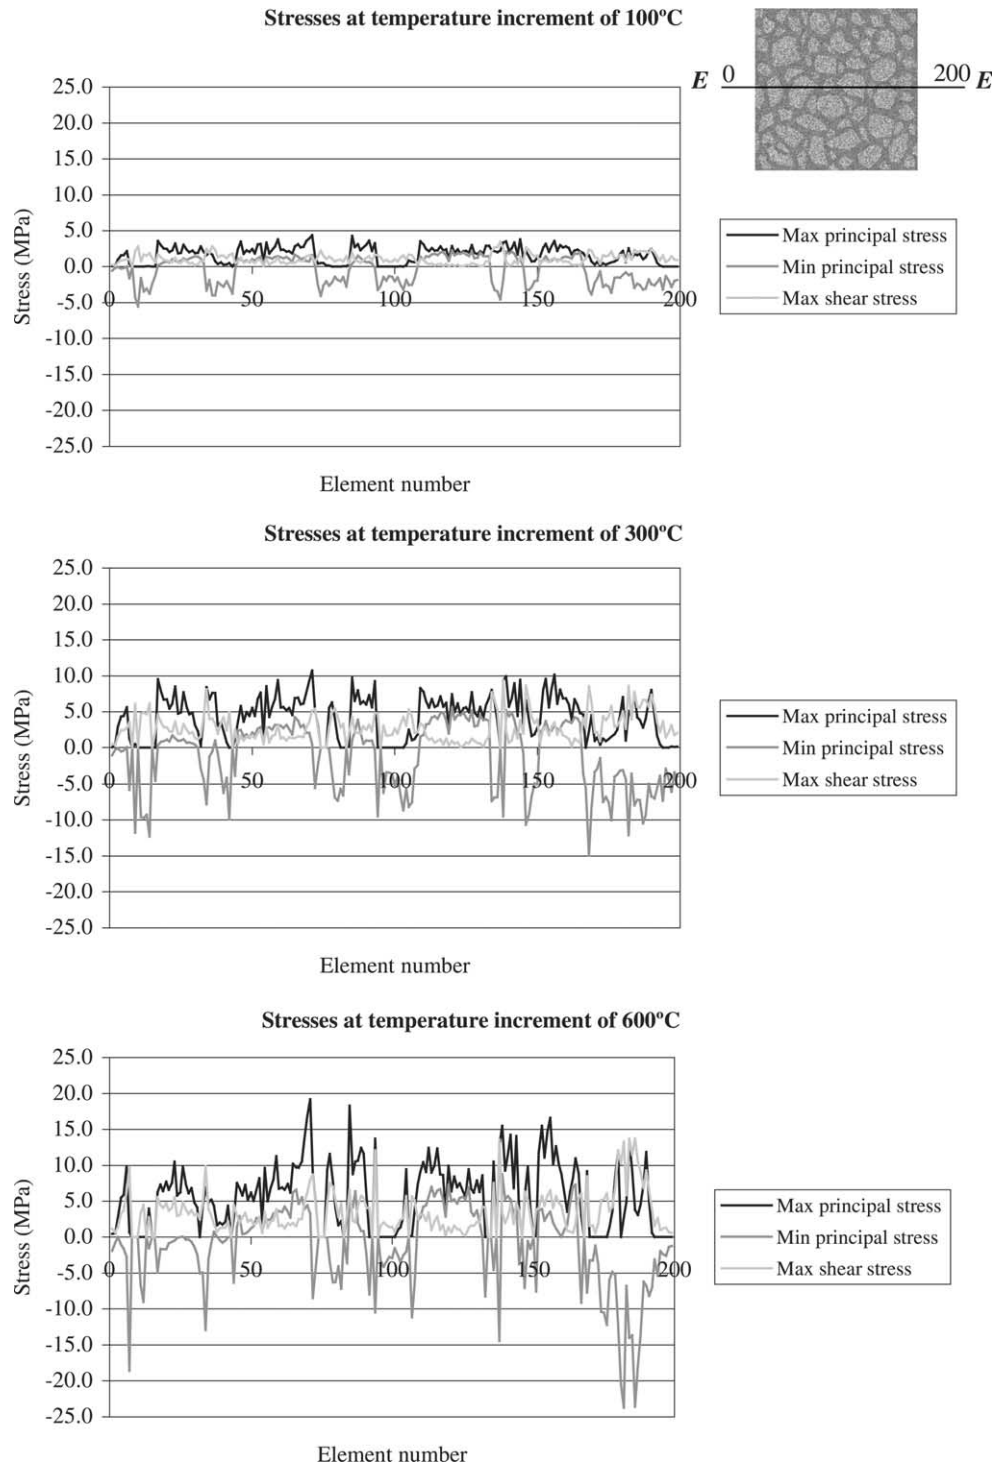 Stresses at temperature increment of 100ºC
E 0 200 E
25.0
20.0
15.0
10.0
5.0
0.0
-5.0
-10.0
-15.0
-20.0
-25.0
0 50 100 150 200
Stress (MPa)
Element number
Max principal stress
Min principal stress
Max shear stress
Stresses at temperature increment of 300ºC
25.0
20.0
15.0
10.0
5.0
0.0
-5.0
-10.0
-15.0
-20.0
-25.0
0 50 100 150 200
Stress (MPa)
Element number
Max principal stress
Min principal stress
Max shear stress
Stresses at temperature increment of 600ºC
25.0
20.0
15.0
10.0
5.0
0.0
-5.0
-10.0
-15.0
-20.0
-25.0
0 50 100 150 200
Stress (MPa)
Element number
Max principal stress
Min principal stress
Max shear stress